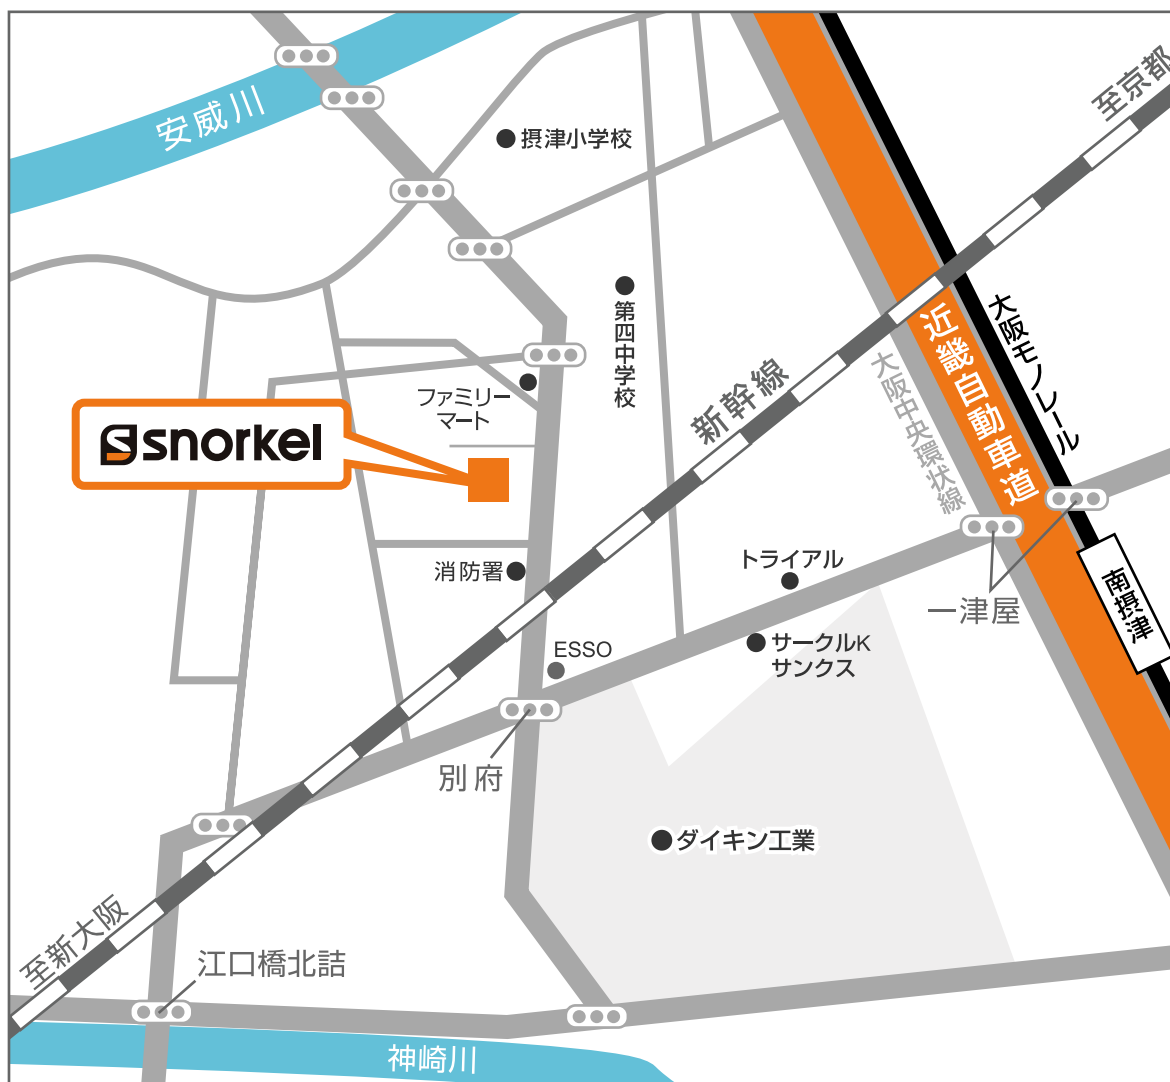 至京都
安威川
摂津小学校
第四中学校
大阪モノレール
近畿自動車道
大阪中央環状線
新幹線
ファミリー
マート
snorkel
消防署
トライアル
一津屋
南摂津
ESSO
サークルK
サンクス
別府
ダイキン工業
至新大阪
江口橋北詰
神崎川